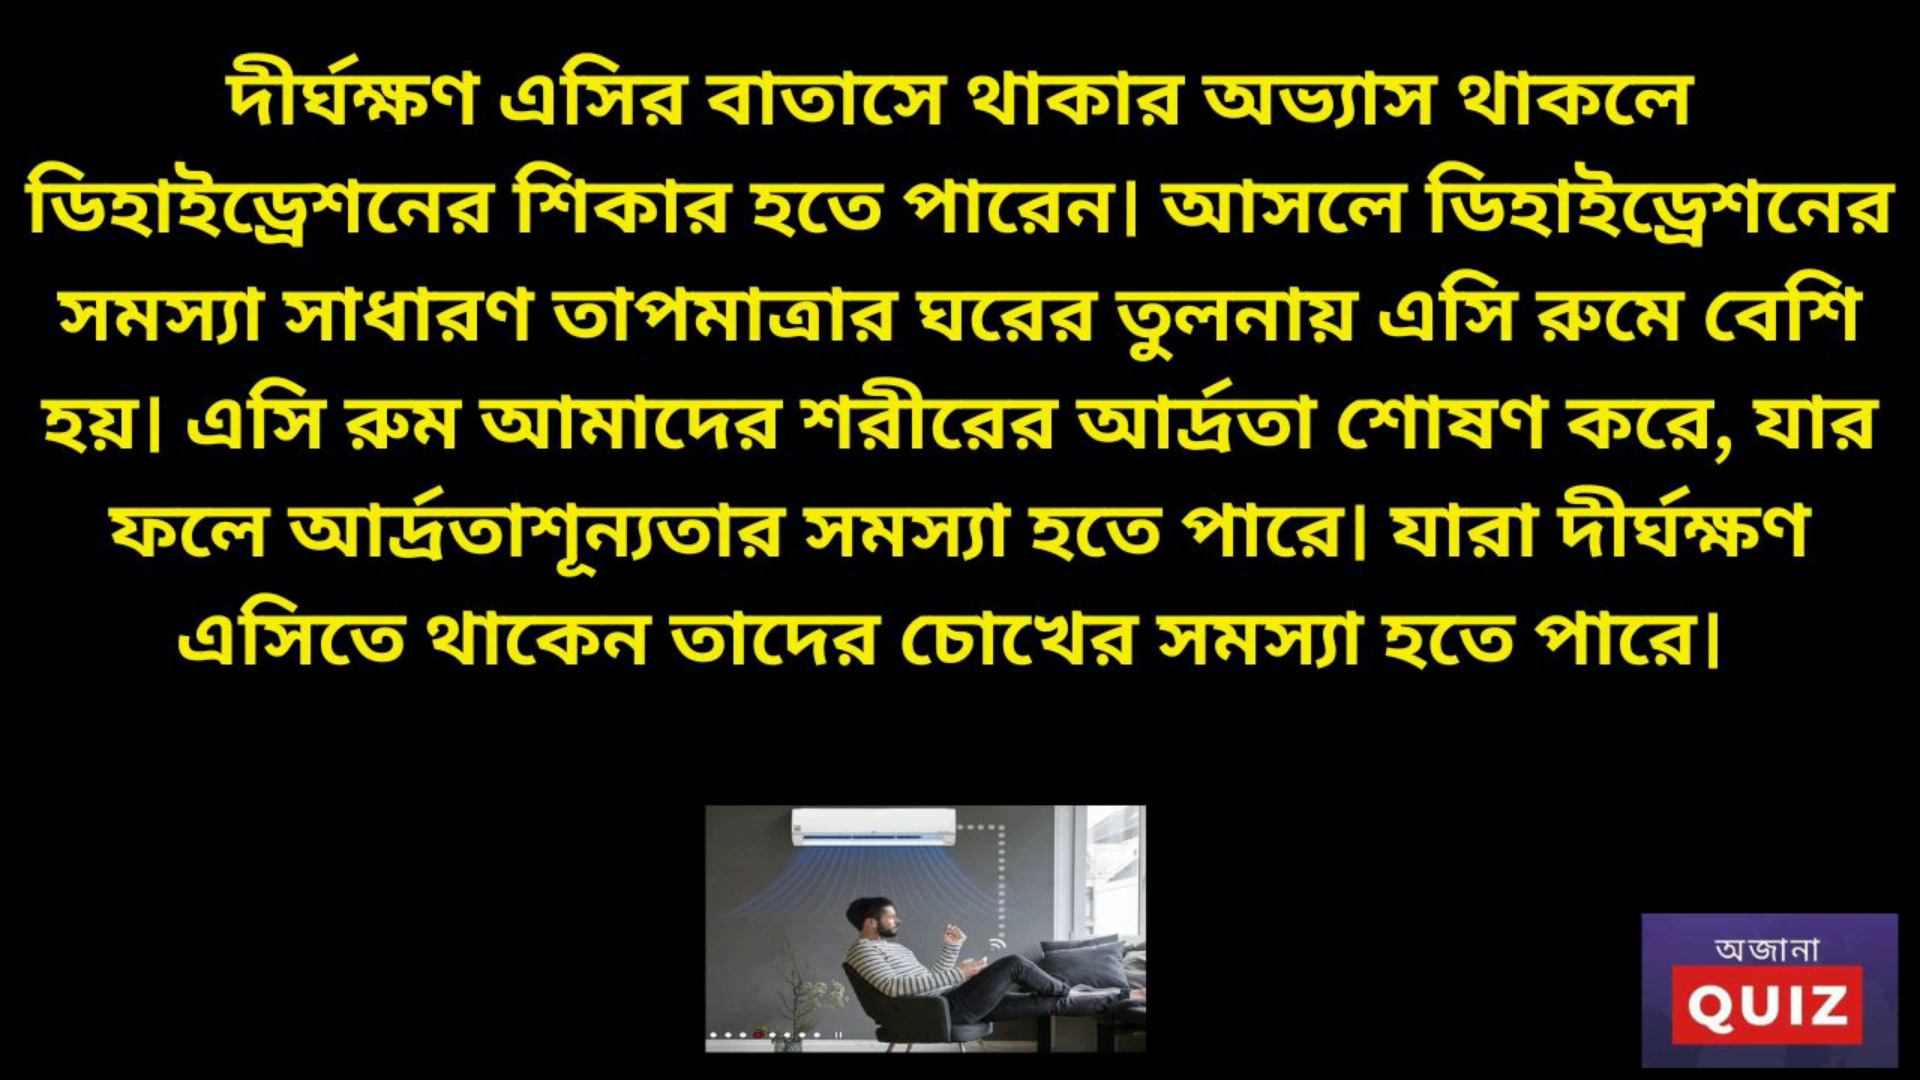 দীর্ঘক্ষণ এসির বাতাসে থাকার অভ্যাস থাকলে
ডিহাইড্রেশনের শিকার হতে পারেন। আসলে ডিহাইড্রেশনের
সমস্যা সাধারণ তাপমাত্রার ঘরের তুলনায় এসি রুমে বেশি
হয়। এসি রুম আমাদের শরীরের আর্দ্রতা শোষণ করে, যার
ফলে আর্দ্রতাশূন্যতার সমস্যা হতে পারে। যারা দীর্ঘক্ষণ
এসিতে থাকেন তাদের চোখের সমস্যা হতে পারে।
অজানা
QUIZ